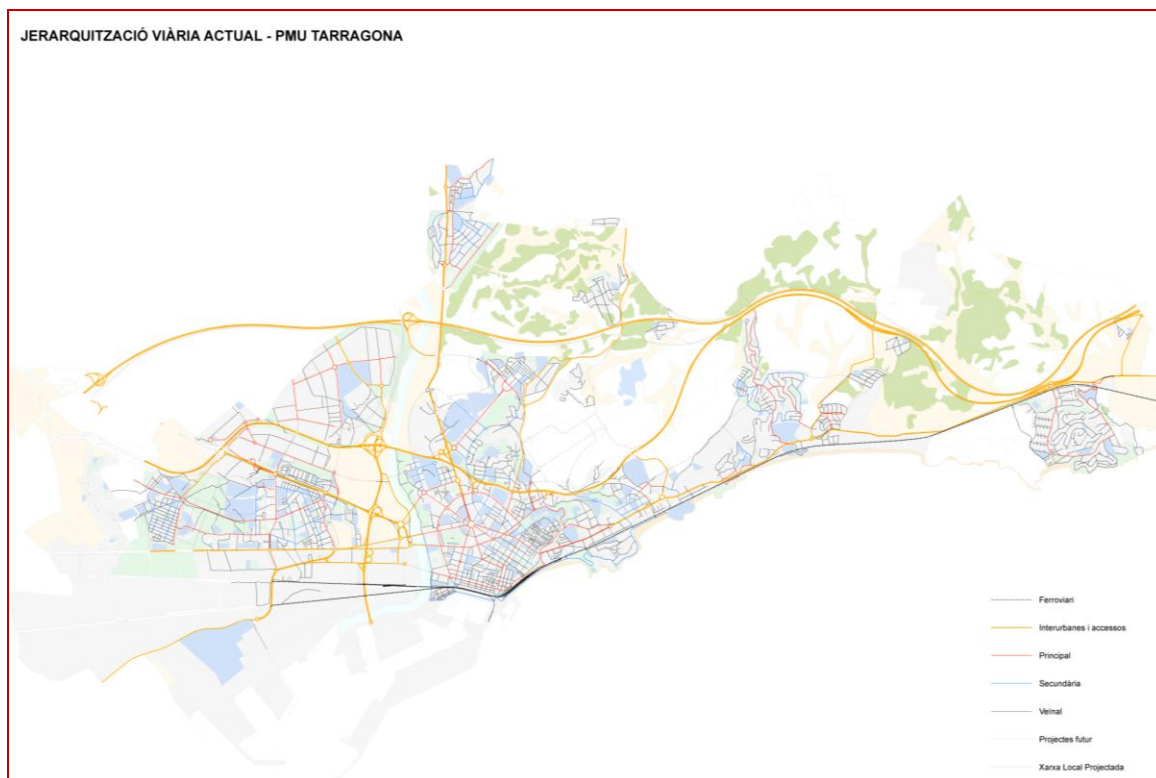 JERARQUITZACIÓ VIÀRIA ACTUAL - PMU TARRAGONA
Ferroviari
Interurbanes i accessos
Principal
Secundària
Veïnal
Projectes futur
Xarxa Local Projectada